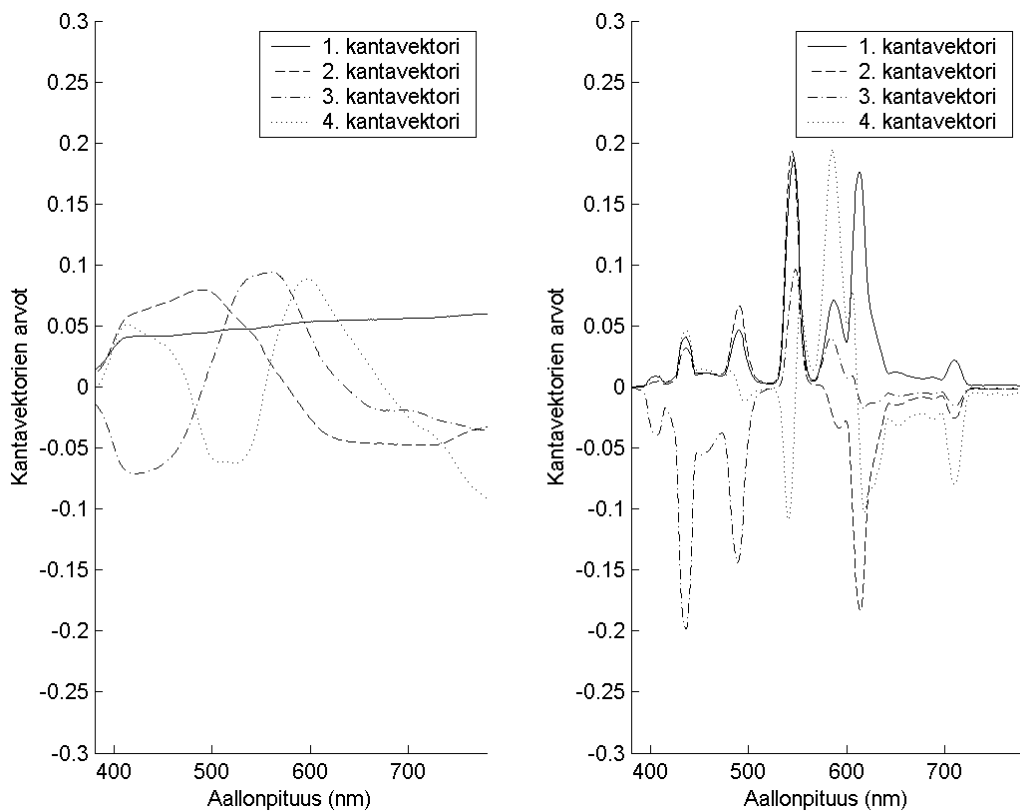 0.3
0.25
0.2
0.15
0.1
0.05
0
-0.05
-0.1
-0.15
-0.2
-0.25
-0.3
Kantavektorien arvot
1. kantavektori
2. kantavektori
3. kantavektori
4. kantavektori
400 500 600 700
Aallonpituus (nm)
0.3
0.25
0.2
0.15
0.1
0.05
0
-0.05
-0.1
-0.15
-0.2
-0.25
-0.3
Kantavektorien arvot
1. kantavektori
2. kantavektori
3. kantavektori
4. kantavektori
400 500 600 700
Aallonpituus (nm)